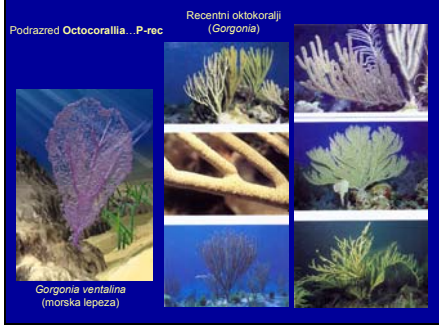 Podrazred Octocorallia...P-rec
Recentni oktokoralji
(Gorgonia)
Gorgonia ventalina
(morska lepeza)